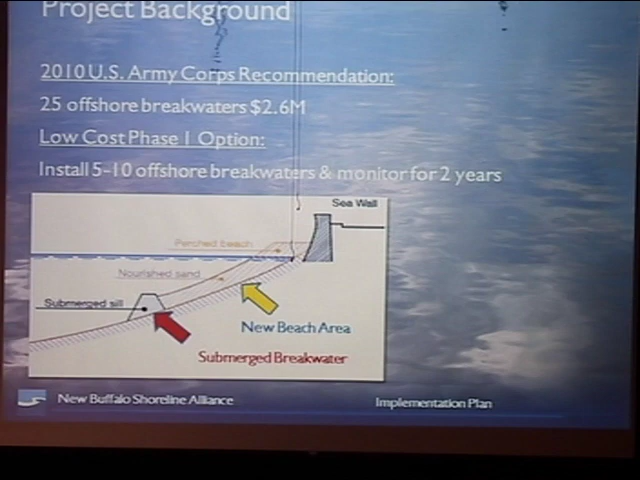 Project Background
2010 U.S. Army Corps Recommendation:
25 offshore breakwaters $2.6M
Low Cost Phase 1 Option:
Install 5-10 offshore breakwaters & monitor for 2 years
Sea Wall
Perched beach
Nourished sand
Submerged sill
New Beach Area
Submerged Breakwater
New Buffalo Shoreline Alliance
Implementation Plan